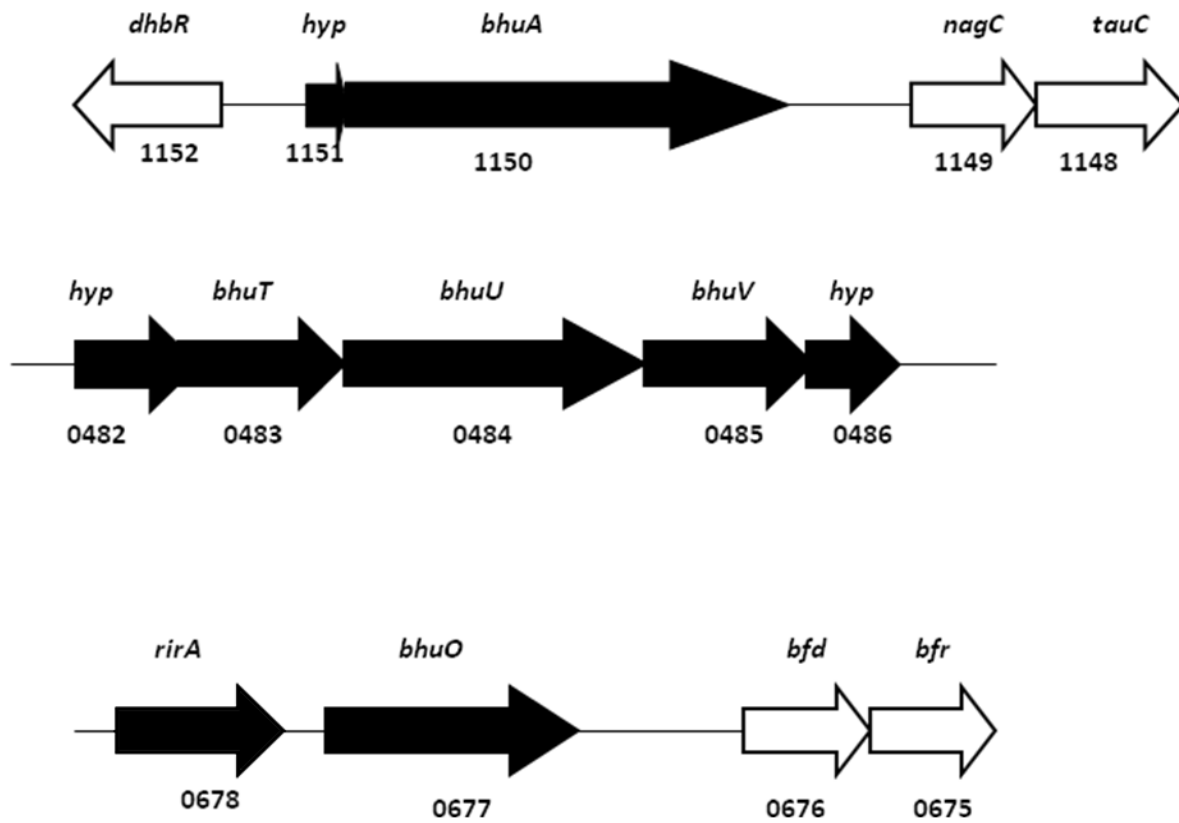 dhbR hyp bhuA nagC tauC
1152 1151 1150 1149 1148
hyp bhuT bhuU bhuV hyp
0482 0483 0484 0485 0486
rirA bhuO bfd bfr
0678 0677 0676 0675